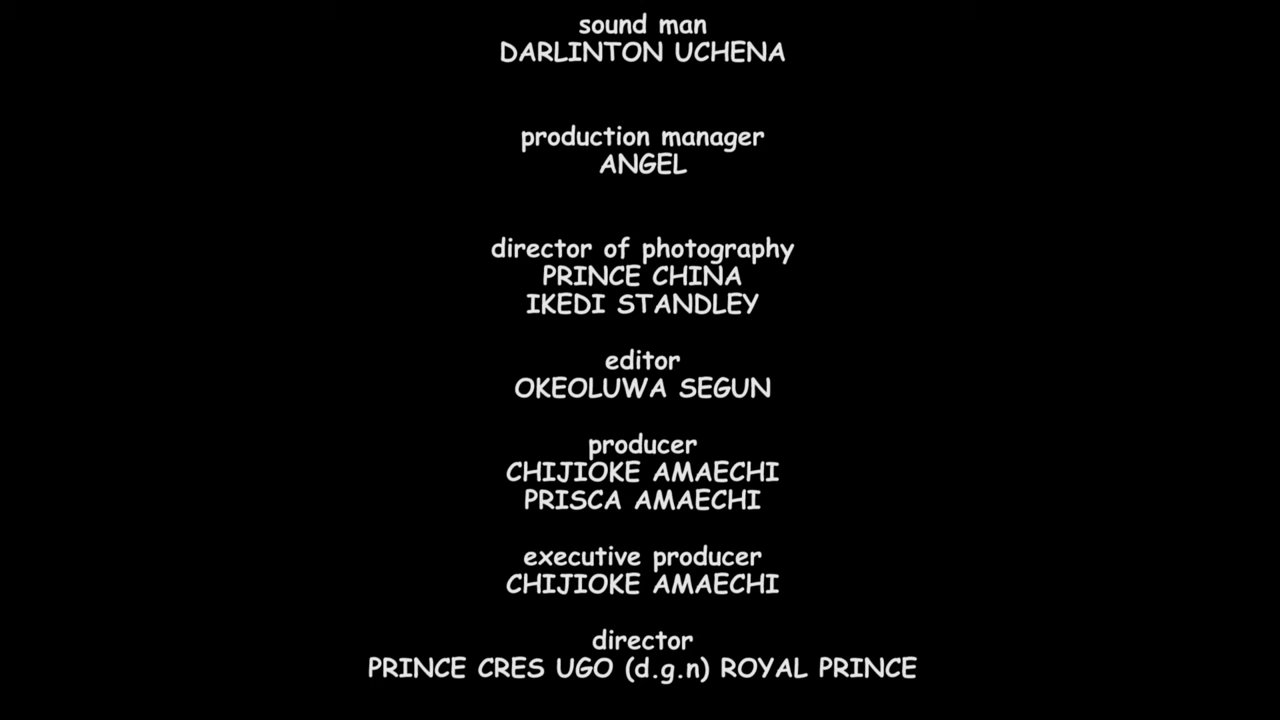 sound man
DARLINTON UCHENA
production manager
ANGEL
director of photography
PRINCE CHINA
IKEDI STANDLEY
editor
OKEOLUWA SEGUN
producer
CHIJIOKE AMAECHI
PRISCA AMAECHI
executive producer
CHIJIOKE AMAECHI
director
PRINCE CRES UGO (d.g.n) ROYAL PRINCE